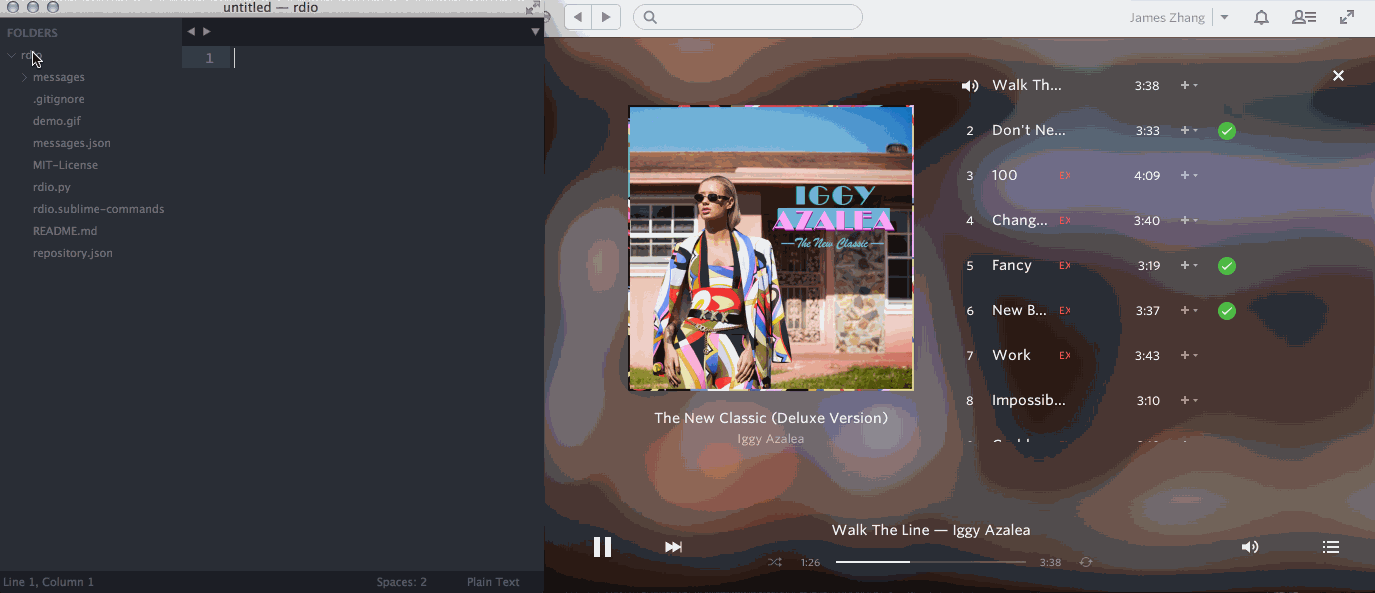 untitled — rdio
FOLDERS
rdio
messages
.gitignore
demo.gif
messages.json
MIT-License
rdio.py
rdio.sublime-commands
README.md
repository.json
1
Line 1, Column 1
Spaces: 2
Plain Text
James Zhang
IGGY
AZALEA
The New Classic
The New Classic (Deluxe Version)
Iggy Azalea
Walk Th... 3:38
2 Don't Ne... 3:33
3 100 EX 4:09
4 Chang... EX 3:40
5 Fancy EX 3:19
6 New B... EX 3:37
7 Work EX 3:43
8 Impossib... 3:10
Walk The Line — Iggy Azalea
1:26
3:38